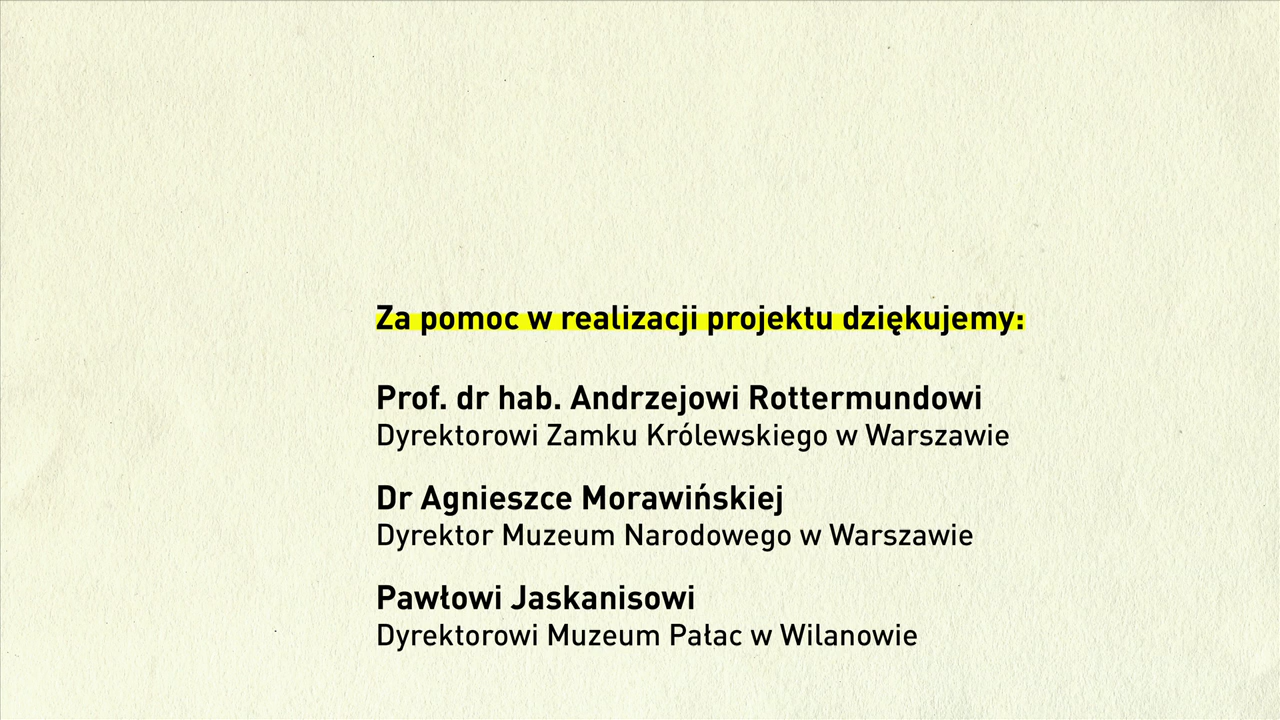 Za pomoc w realizacji projektu dziękujemy:
Prof. dr hab. Andrzejowi Rottermundowi
Dyrektorowi Zamku Królewskiego w Warszawie
Dr Agnieszce Morawińskiej
Dyrektor Muzeum Narodowego w Warszawie
Pawłowi Jaskanisowi
Dyrektorowi Muzeum Pałac w Wilanowie